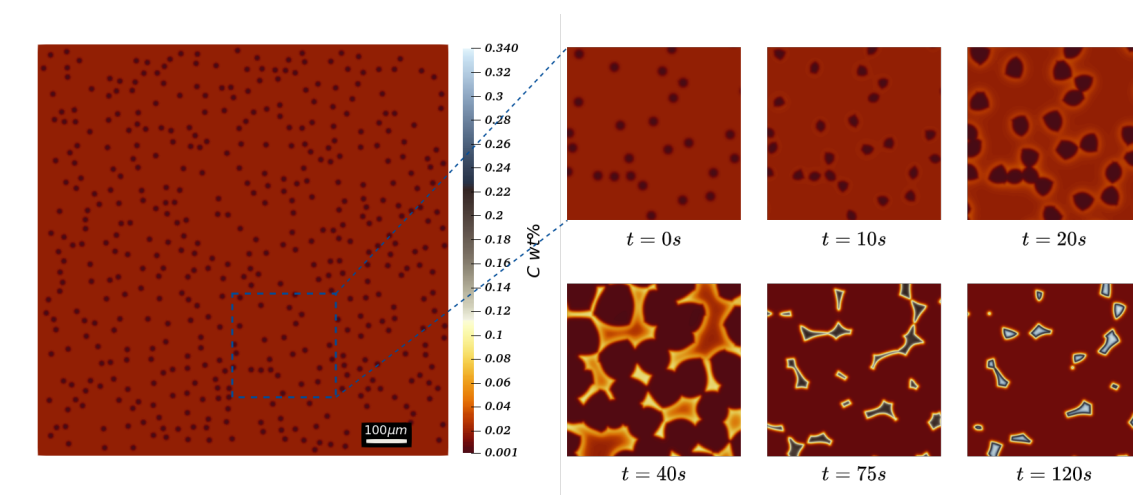 0.340
0.32
0.3
0.28
0.26
0.24
0.22
0.2
0.18
0.16
0.14
0.12
0.1
0.08
0.06
0.04
0.02
0.001
C wt%
100μm
t = 0s
t = 10s
t = 20s
t = 40s
t = 75s
t = 120s